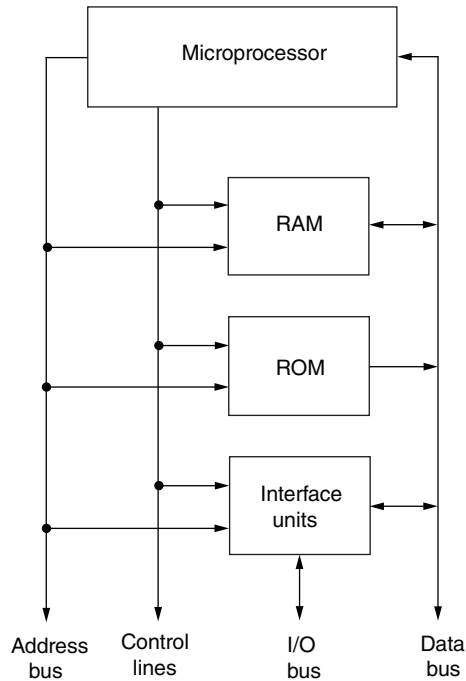 Microprocessor
RAM
ROM
Interface
units
Address
bus
Control
lines
I/O
bus
Data
bus